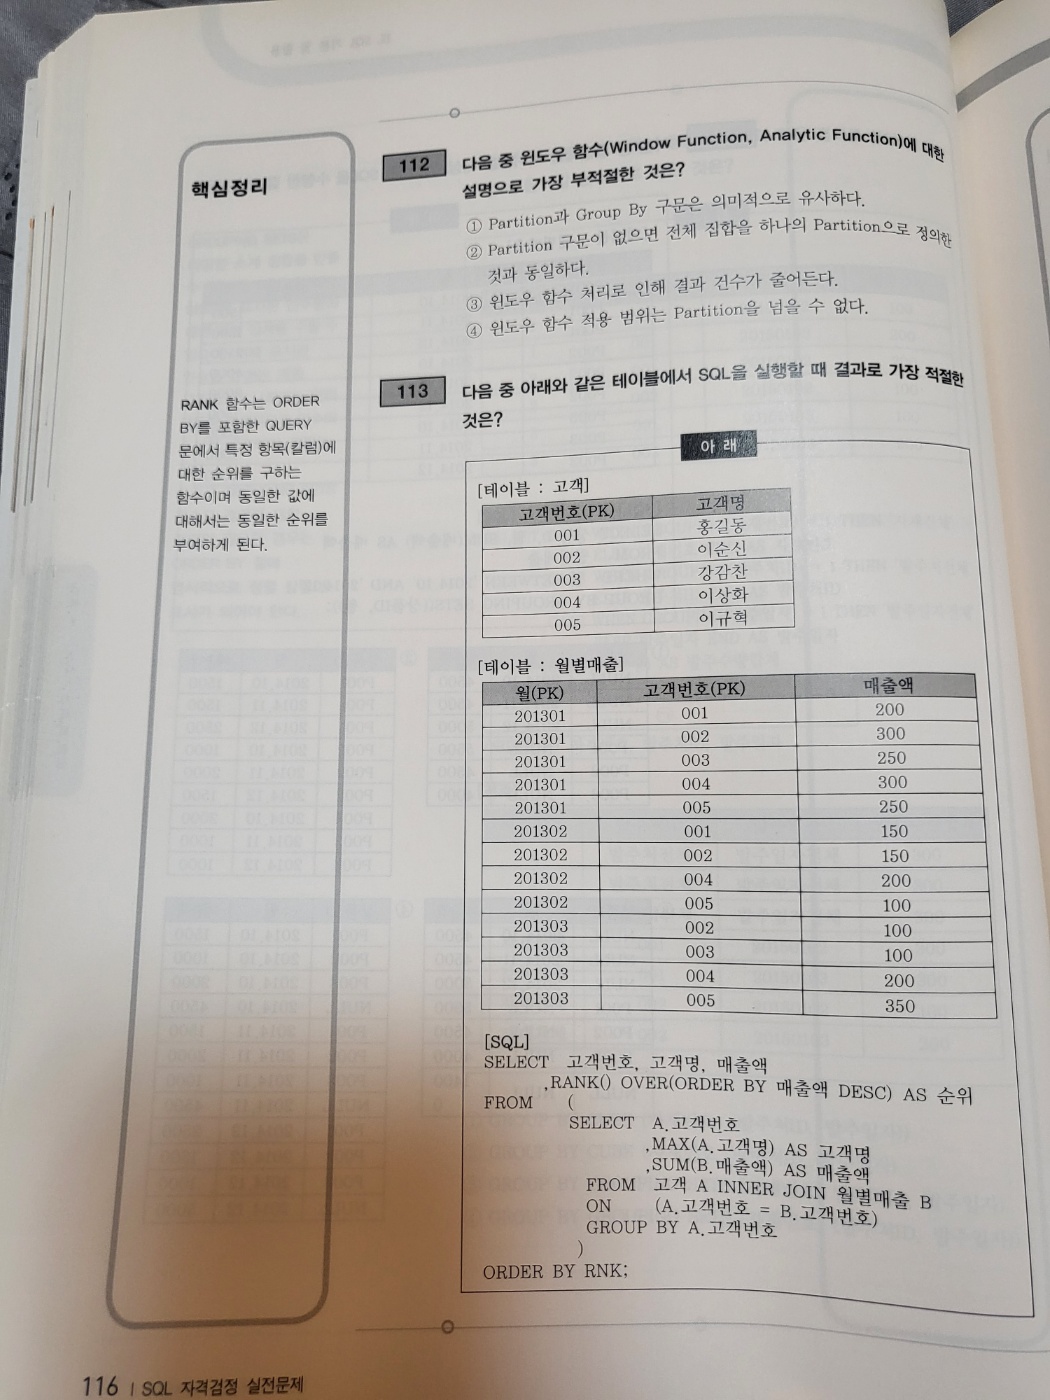 핵심정리
RANK 함수는 ORDER
BY를 포함한 QUERY
문에서 특정 항목(칼럼)에
대한 순위를 구하는
함수이며 동일한 값에
대해서는 동일한 순위를
부여하게 된다.
112 다음 중 윈도우 함수(Window Function, Analytic Function)에 대한
설명으로 가장 부적절한 것은?
① Partition과 Group By 구문은 의미적으로 유사하다.
② Partition 구문이 없으면 전체 집합을 하나의 Partition으로 정의한
것과 동일하다.
③ 윈도우 함수 처리로 인해 결과 건수가 줄어든다.
④ 윈도우 함수 적용 범위는 Partition을 넘을 수 없다.
113 다음 중 아래와 같은 테이블에서 SQL을 실행할 때 결과로 가장 적절한
것은?
아 래
[테이블 : 고객]
고객번호(PK) 고객명
001 홍길동
002 이순신
003 강감찬
004 이상화
005 이규혁
[테이블 : 월별매출]
월(PK) 고객번호(PK) 매출액
201301 001 200
201301 002 300
201301 003 250
201301 004 300
201301 005 250
201302 001 150
201302 002 150
201302 004 200
201302 005 100
201303 002 100
201303 003 100
201303 004 200
201303 005 350
[SQL]
SELECT 고객번호, 고객명, 매출액
,RANK() OVER(ORDER BY 매출액 DESC) AS 순위
FROM (
SELECT A.고객번호
,MAX(A.고객명) AS 고객명
,SUM(B.매출액) AS 매출액
FROM 고객 A INNER JOIN 월별매출 B
ON (A.고객번호 = B.고객번호)
GROUP BY A.고객번호
)
ORDER BY RNK;
116 | SQL 자격검정 실전문제